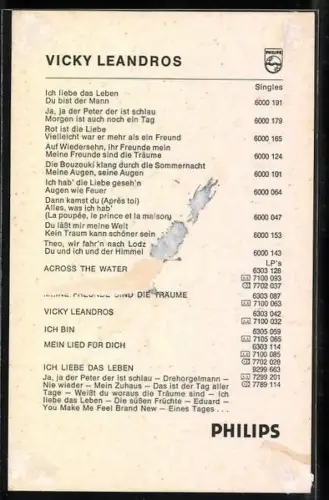 PHILIPS
VICKY LEANDROS
Singles
Ich liebe das Leben
Du bist der Mann 6000 191
Ja, ja der Peter der ist schlau
Morgen ist auch noch ein Tag 6000 179
Rot ist die Liebe
Vielleicht war er mehr als ein Freund 6000 165
Auf Wiedersehn, ihr Freunde mein
Meine Freunde sind die Träume 6000 124
Die Bouzouki klang durch die Sommernacht
Meine Augen, seine Augen 6000 101
Ich hab' die Liebe geseh'n
Augen wie Feuer 6000 064
Dann kamst du (Après toi)
Alles, was ich hab'
(La poupée, le prince et la maison) 6000 047
Du läßt mir meine Welt
Kein Traum kann schöner sein 6000 153
Theo, wir fahr'n nach Lodz
Du und ich und der Himmel 6000 143
LP's
ACROSS THE WATER 6303 128
7100 093
7702 037
MEINE FREUNDE SIND DIE TRÄUME 6303 087
7100 063
VICKY LEANDROS 6303 042
7100 032
ICH BIN 6305 059
7105 065
MEIN LIED FÜR DICH 6303 114
7100 085
7702 029
ICH LIEBE DAS LEBEN 9299 663
Ja, ja der Peter der ist schlau – Drehorgelmann – 7299 201
Nie wieder – Mein Zuhaus – Das ist der Tag aller 7789 114
Tage – Weißt du woraus die Träume sind – Ich
liebe das Leben – Die süßen Früchte – Eduard –
You Make Me Feel Brand New – Eines Tages . . .
PHILIPS